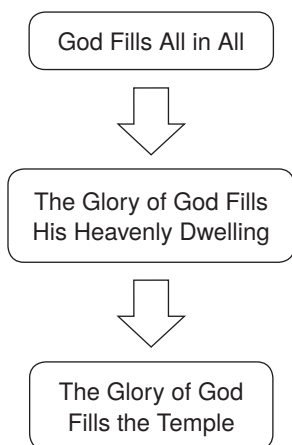 God Fills All in All
The Glory of God Fills
His Heavenly Dwelling
The Glory of God
Fills the Temple